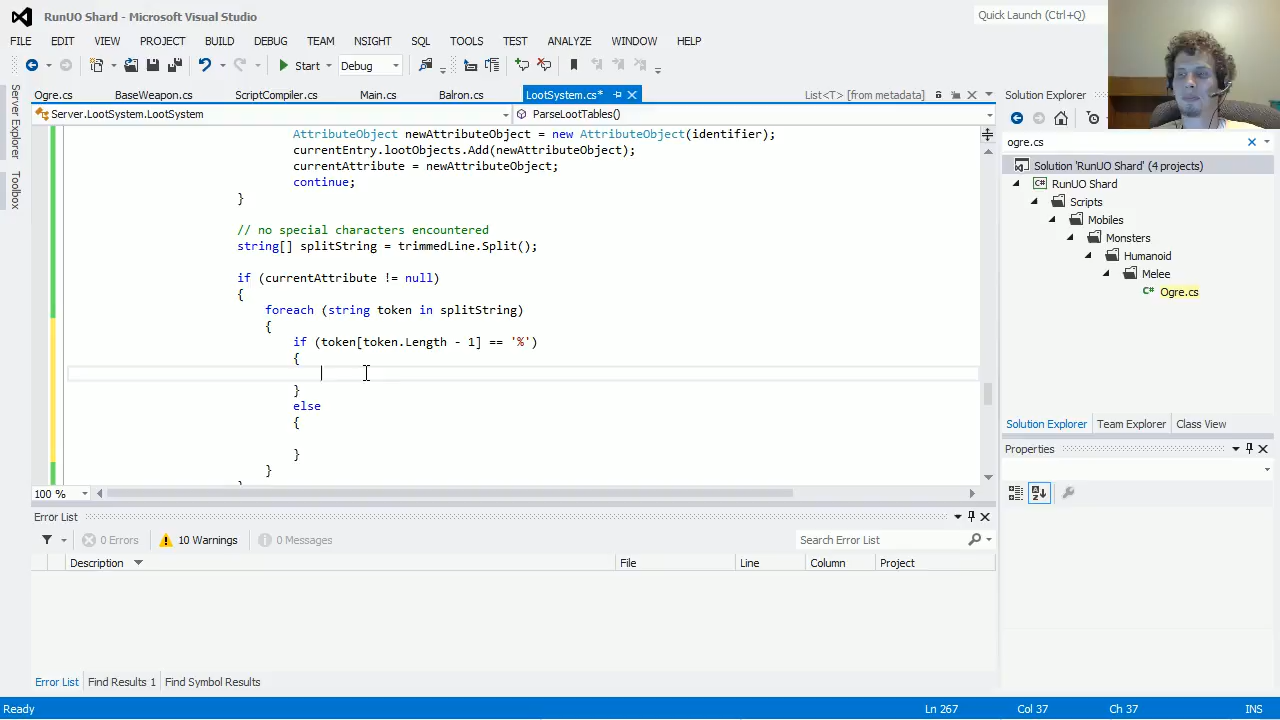 RunUO Shard - Microsoft Visual Studio
Quick Launch (Ctrl+Q)
FILE EDIT VIEW PROJECT BUILD DEBUG TEAM NSIGHT SQL TOOLS TEST ANALYZE WINDOW HELP
Start Debug
Server Explorer
Toolbox
Ogre.cs BaseWeapon.cs ScriptCompiler.cs Main.cs Balron.cs LootSystem.cs* List<T> [from metadata]
Server.LootSystem.LootSystem ParseLootTables()
AttributeObject newAttributeObject = new AttributeObject(identifier);
currentEntry.lootObjects.Add(newAttributeObject);
currentAttribute = newAttributeObject;
continue;
}
// no special characters encountered
string[] splitString = trimmedLine.Split();
if (currentAttribute != null)
{
foreach (string token in splitString)
{
if (token[token.Length - 1] == '%')
{
}
else
{
}
}
100 %
Solution Explorer
ogre.cs
Solution 'RunUO Shard' (4 projects)
RunUO Shard
Scripts
Mobiles
Monsters
Humanoid
Melee
Ogre.cs
Solution Explorer Team Explorer Class View
Properties
Error List
0 Errors 10 Warnings 0 Messages
Search Error List
Description File Line Column Project
Error List Find Results 1 Find Symbol Results
Ready Ln 267 Col 37 Ch 37 INS